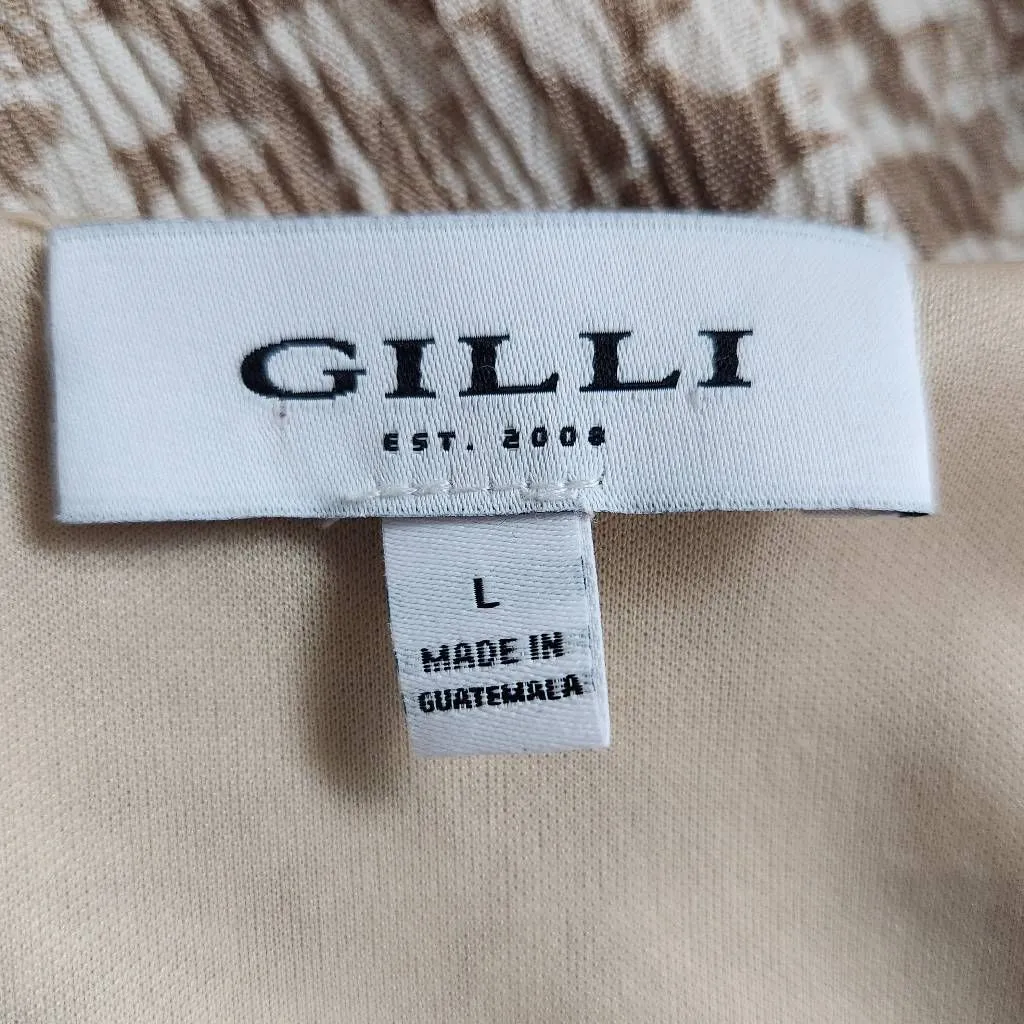 GILLI
EST. 2008
L
MADE IN
GUATEMALA